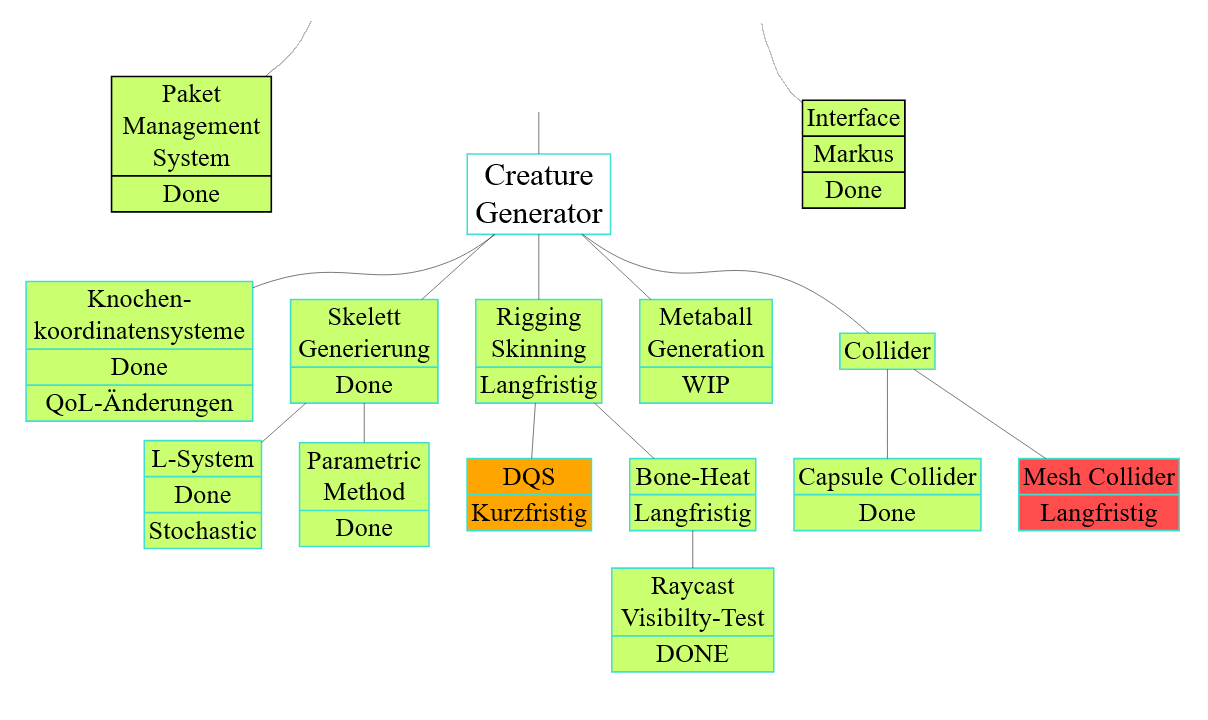 Paket
Management
System
Done
Interface
Markus
Done
Creature
Generator
Knochen-
koordinatensysteme
Done
QoL-Änderungen
Skelett
Generierung
Done
Rigging
Skinning
Langfristig
Metaball
Generation
WIP
Collider
L-System
Done
Stochastic
Parametric
Method
Done
DQS
Kurzfristig
Bone-Heat
Langfristig
Capsule Collider
Done
Mesh Collider
Langfristig
Raycast
Visibilty-Test
DONE